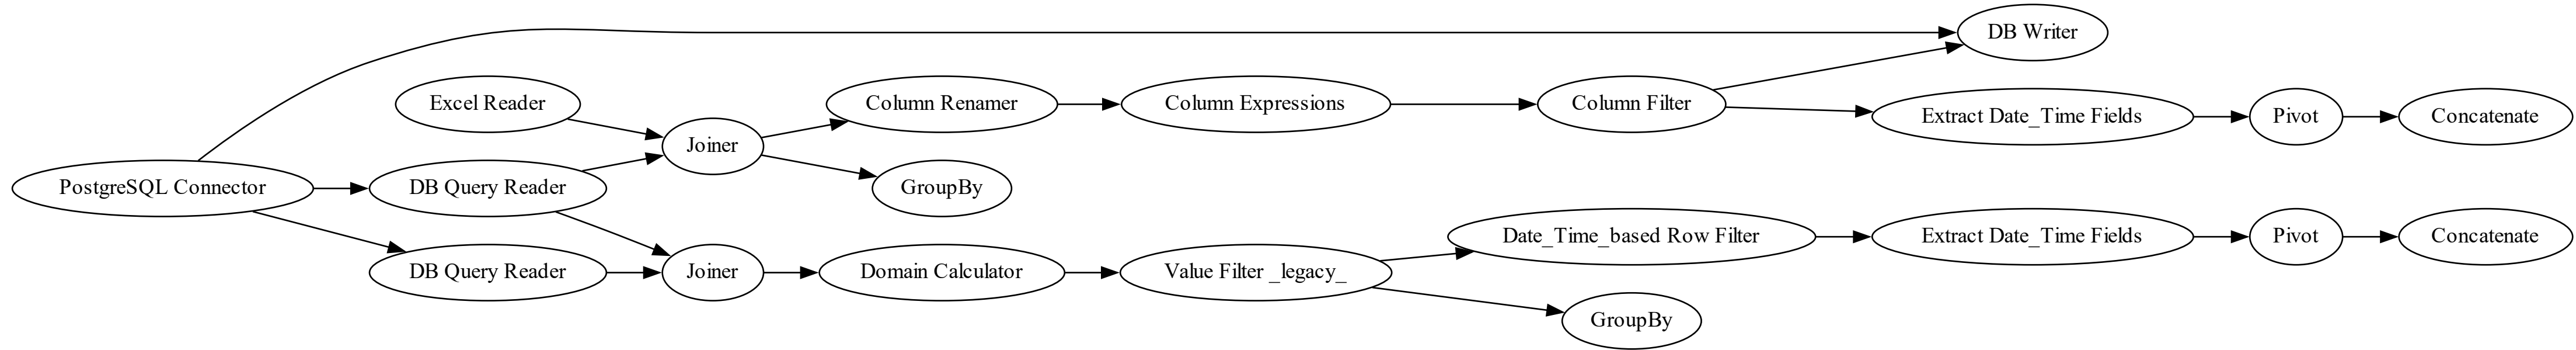 DB Writer
Excel Reader
Column Renamer
Column Expressions
Column Filter
Extract Date_Time Fields
Pivot
Concatenate
Joiner
PostgreSQL Connector
DB Query Reader
GroupBy
Date_Time_based Row Filter
Extract Date_Time Fields
Pivot
Concatenate
DB Query Reader
Joiner
Domain Calculator
Value Filter _legacy_
GroupBy